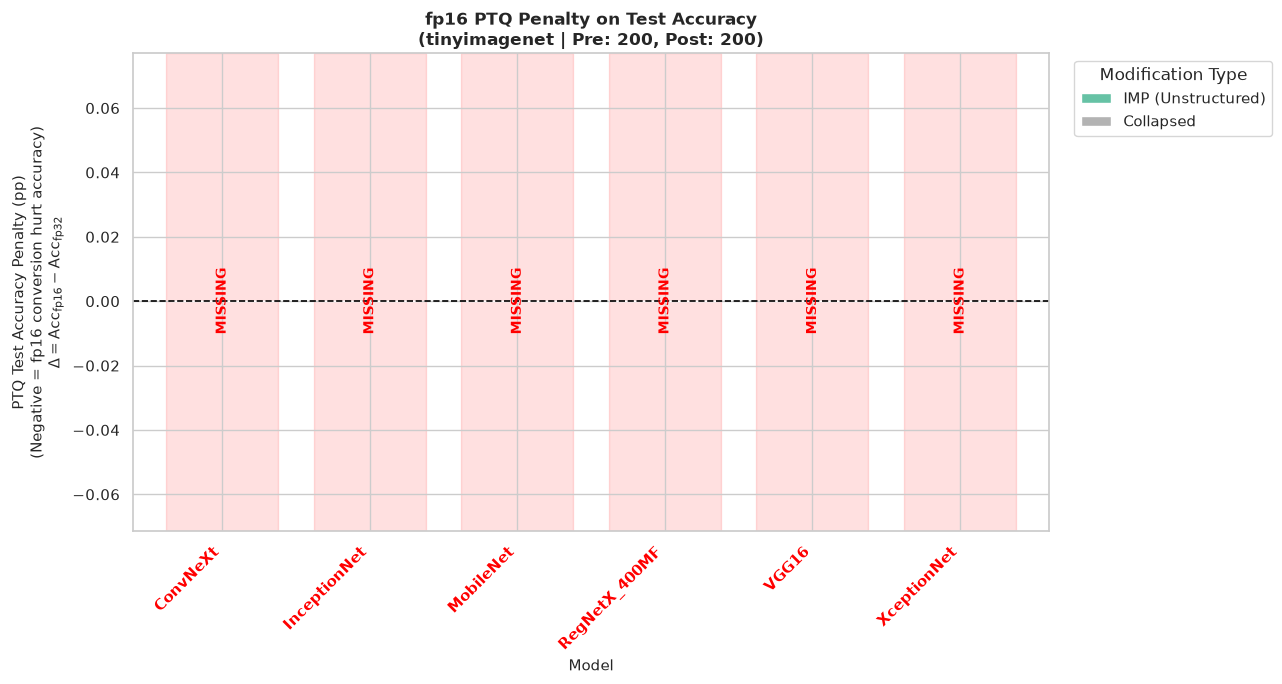 fp16 PTQ Penalty on Test Accuracy
(tinyimagenet | Pre: 200, Post: 200)
Modification Type
IMP (Unstructured)
Collapsed
PTQ Test Accuracy Penalty (pp)
(Negative = fp16 conversion hurt accuracy)
Δ = Acc_fp16 − Acc_fp32
0.06
0.04
0.02
0.00
−0.02
−0.04
−0.06
MISSING
MISSING
MISSING
MISSING
MISSING
MISSING
ConvNeXt
InceptionNet
MobileNet
RegNetX_400MF
VGG16
XceptionNet
Model